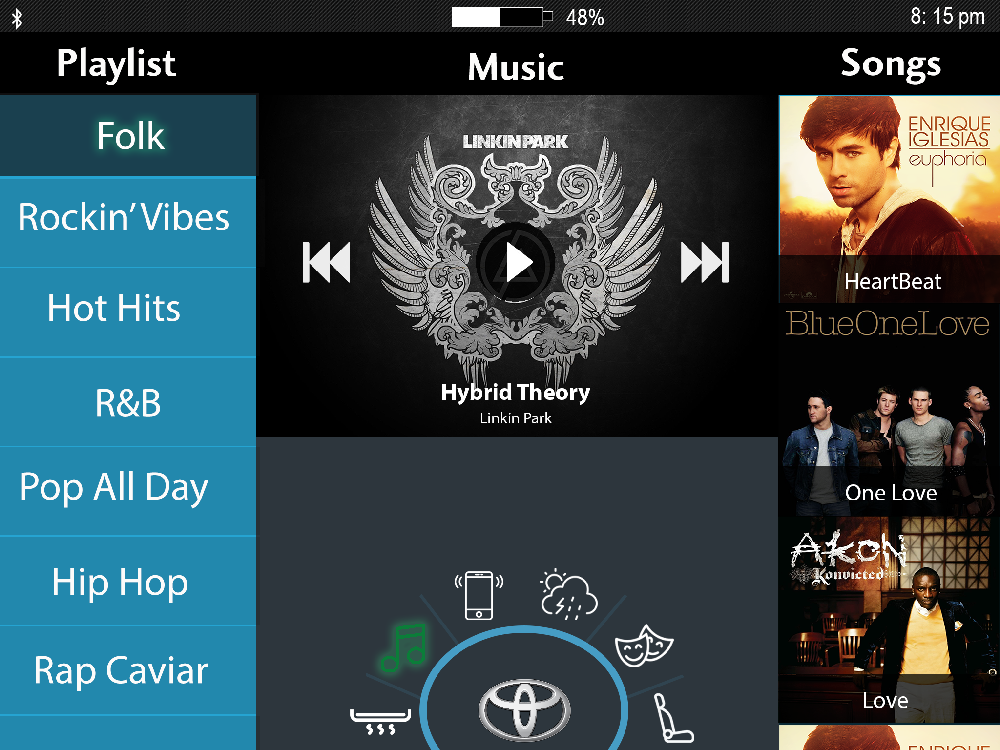 48%
8: 15 pm
Playlist
Music
Songs
Folk
Rockin' Vibes
Hot Hits
R&B
Pop All Day
Hip Hop
Rap Caviar
LINKIN PARK
Hybrid Theory
Linkin Park
ENRIQUE
IGLESIAS
euphoria
HeartBeat
BlueOneLove
One Love
AKON
Konvicted
Love
ENRIQUE